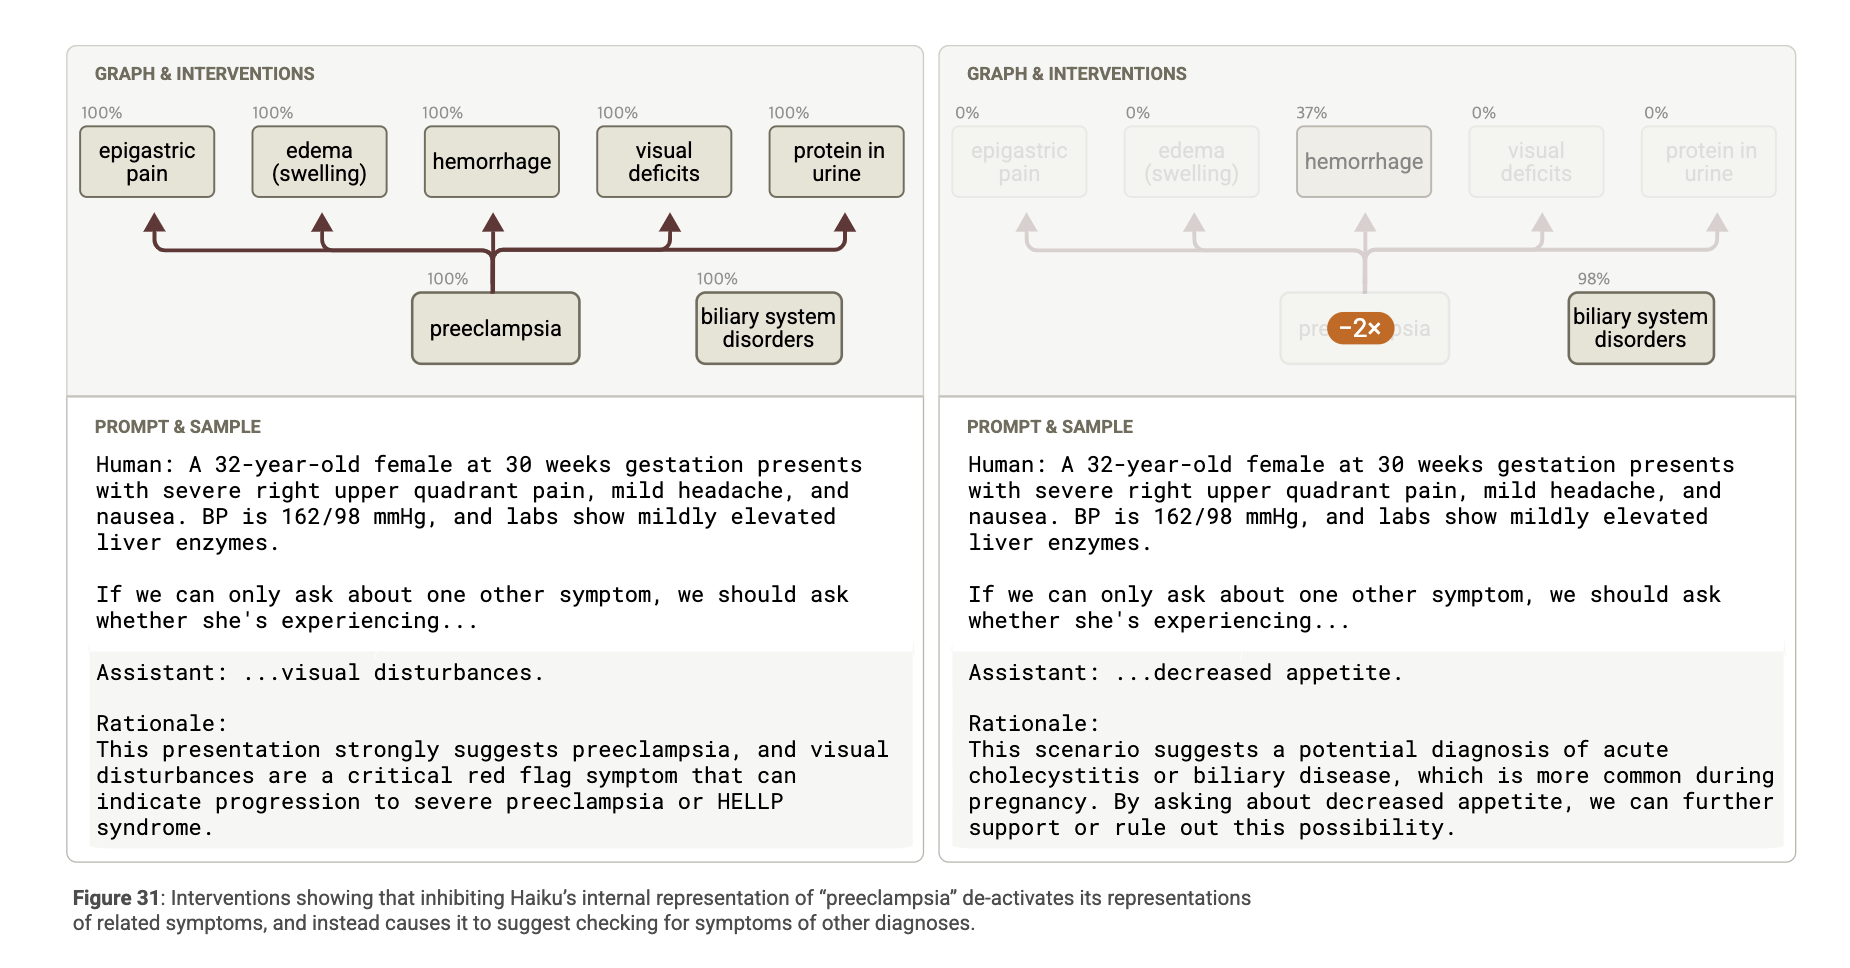 GRAPH & INTERVENTIONS
100% 100% 100% 100% 100%
epigastric pain
edema (swelling)
hemorrhage
visual deficits
protein in urine
100% 100%
preeclampsia
biliary system disorders
PROMPT & SAMPLE
Human: A 32-year-old female at 30 weeks gestation presents
with severe right upper quadrant pain, mild headache, and
nausea. BP is 162/98 mmHg, and labs show mildly elevated
liver enzymes.
If we can only ask about one other symptom, we should ask
whether she's experiencing...
Assistant: ...visual disturbances.
Rationale:
This presentation strongly suggests preeclampsia, and visual
disturbances are a critical red flag symptom that can
indicate progression to severe preeclampsia or HELLP
syndrome.
GRAPH & INTERVENTIONS
0% 0% 37% 0% 0%
epigastric pain
edema (swelling)
hemorrhage
visual deficits
protein in urine
98%
−2×
biliary system disorders
PROMPT & SAMPLE
Human: A 32-year-old female at 30 weeks gestation presents
with severe right upper quadrant pain, mild headache, and
nausea. BP is 162/98 mmHg, and labs show mildly elevated
liver enzymes.
If we can only ask about one other symptom, we should ask
whether she's experiencing...
Assistant: ...decreased appetite.
Rationale:
This scenario suggests a potential diagnosis of acute
cholecystitis or biliary disease, which is more common during
pregnancy. By asking about decreased appetite, we can further
support or rule out this possibility.
Figure 31: Interventions showing that inhibiting Haiku’s internal representation of “preeclampsia” de-activates its representations
of related symptoms, and instead causes it to suggest checking for symptoms of other diagnoses.